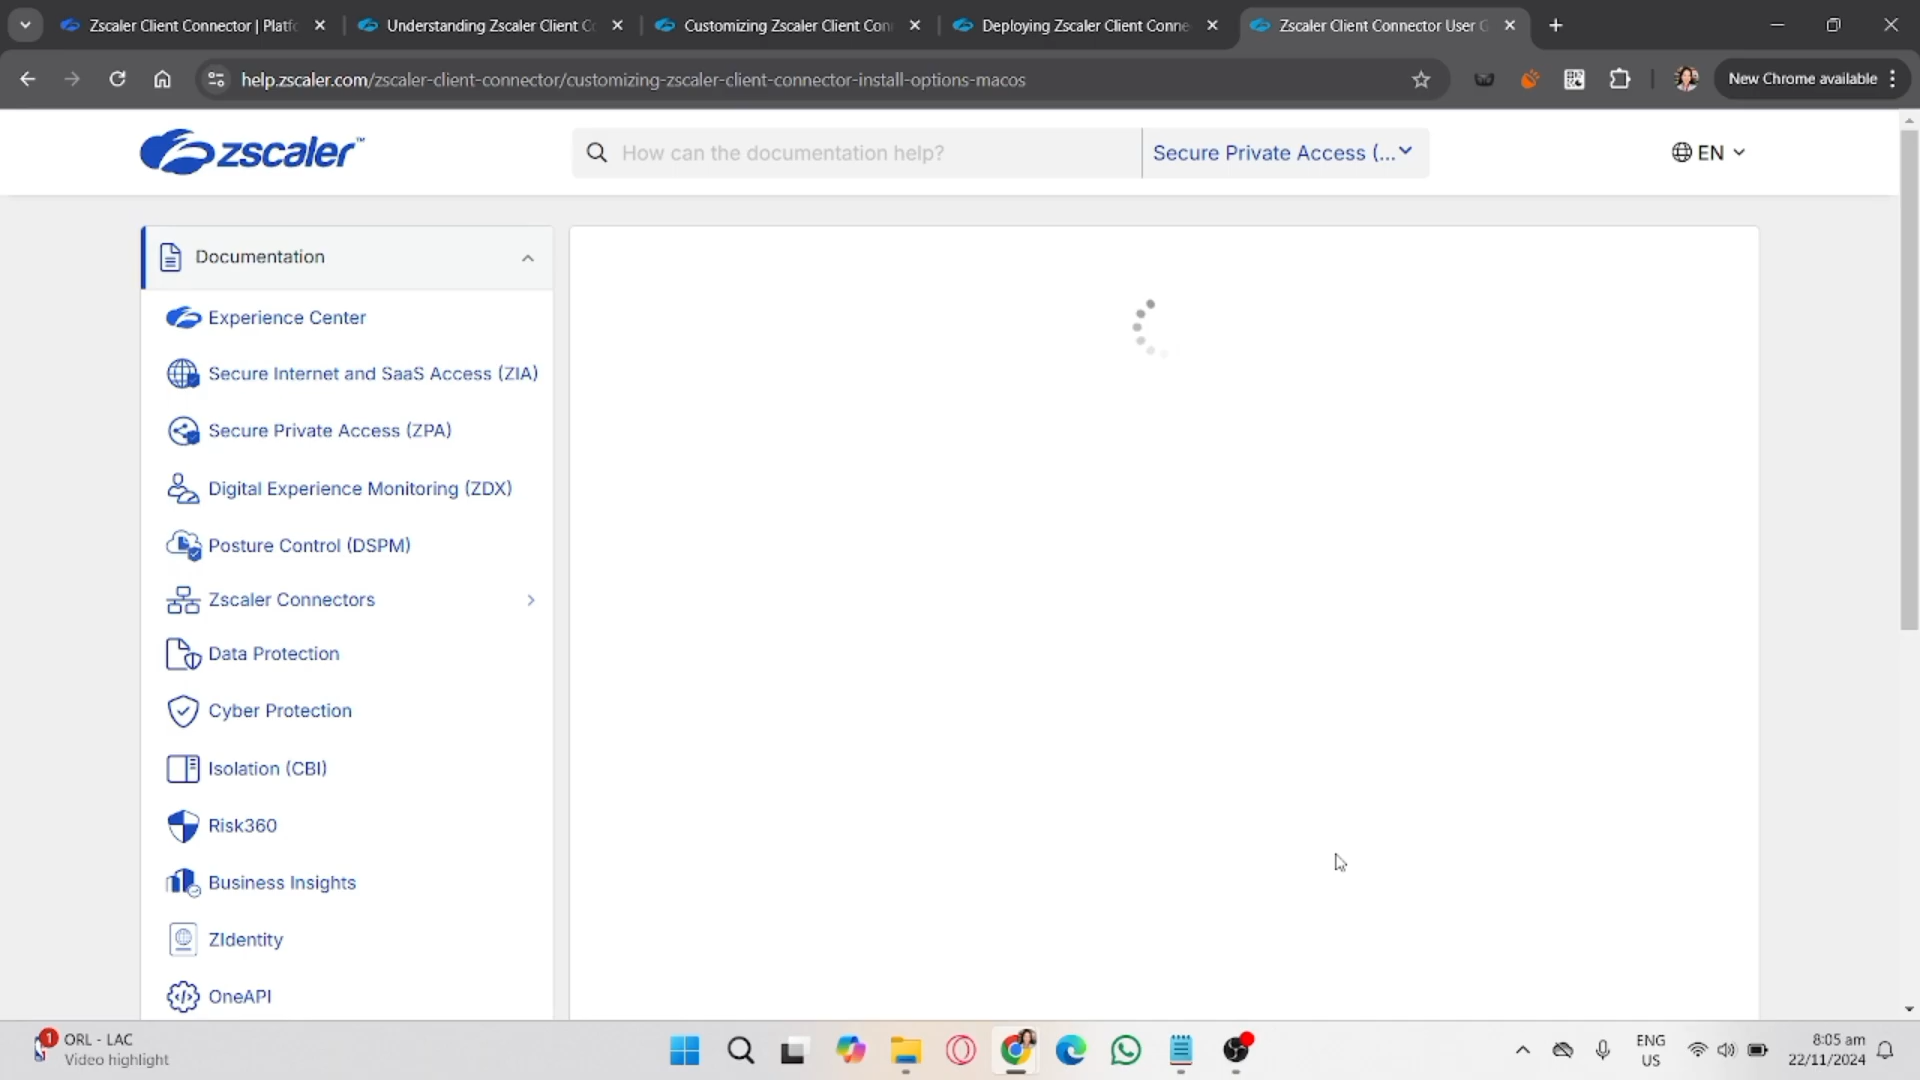 Zscaler Client Connector | Platfo
Understanding Zscaler Client Co
Customizing Zscaler Client Con
Deploying Zscaler Client Conne
Zscaler Client Connector User G
help.zscaler.com/zscaler-client-connector/customizing-zscaler-client-connector-install-options-macos
New Chrome available
zscaler™
How can the documentation help?
Secure Private Access (...
EN
Documentation
Experience Center
Secure Internet and SaaS Access (ZIA)
Secure Private Access (ZPA)
Digital Experience Monitoring (ZDX)
Posture Control (DSPM)
Zscaler Connectors
Data Protection
Cyber Protection
Isolation (CBI)
Risk360
Business Insights
ZIdentity
OneAPI
1
ORL - LAC
Video highlight
ENG
US
8:05 am
22/11/2024